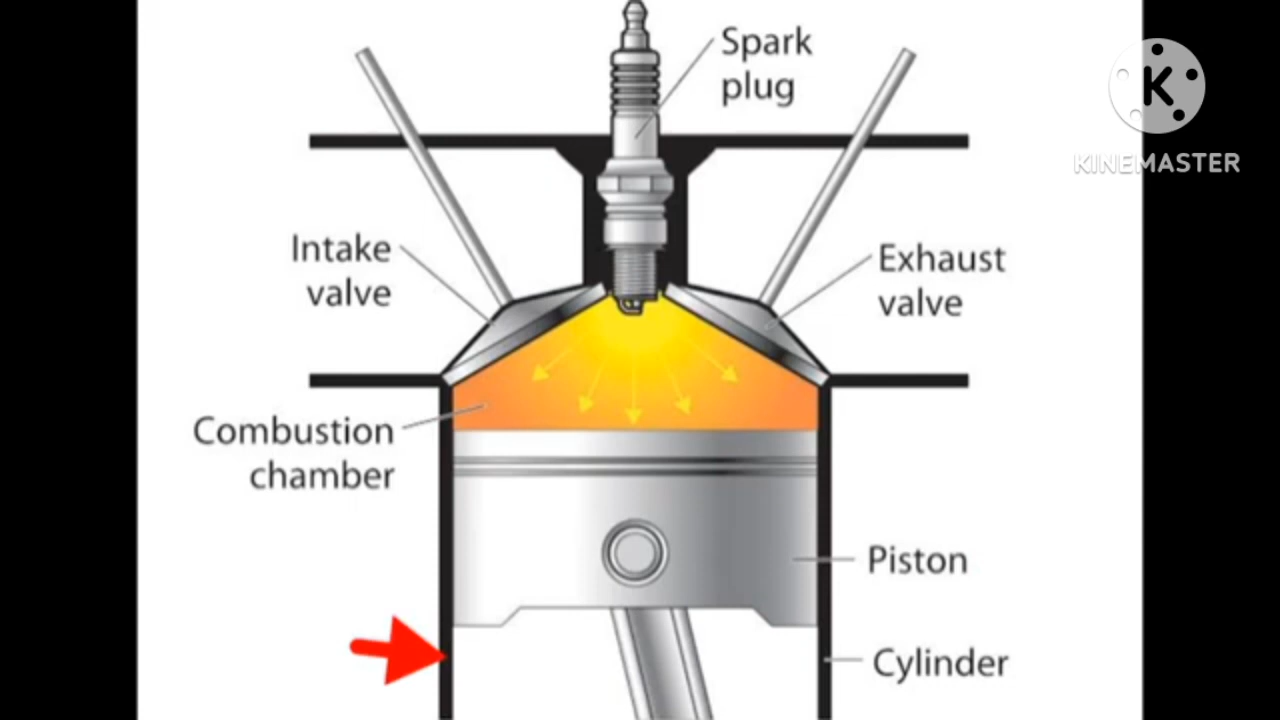 Spark
plug
K
KINEMASTER
Intake
valve
Exhaust
valve
Combustion
chamber
Piston
Cylinder